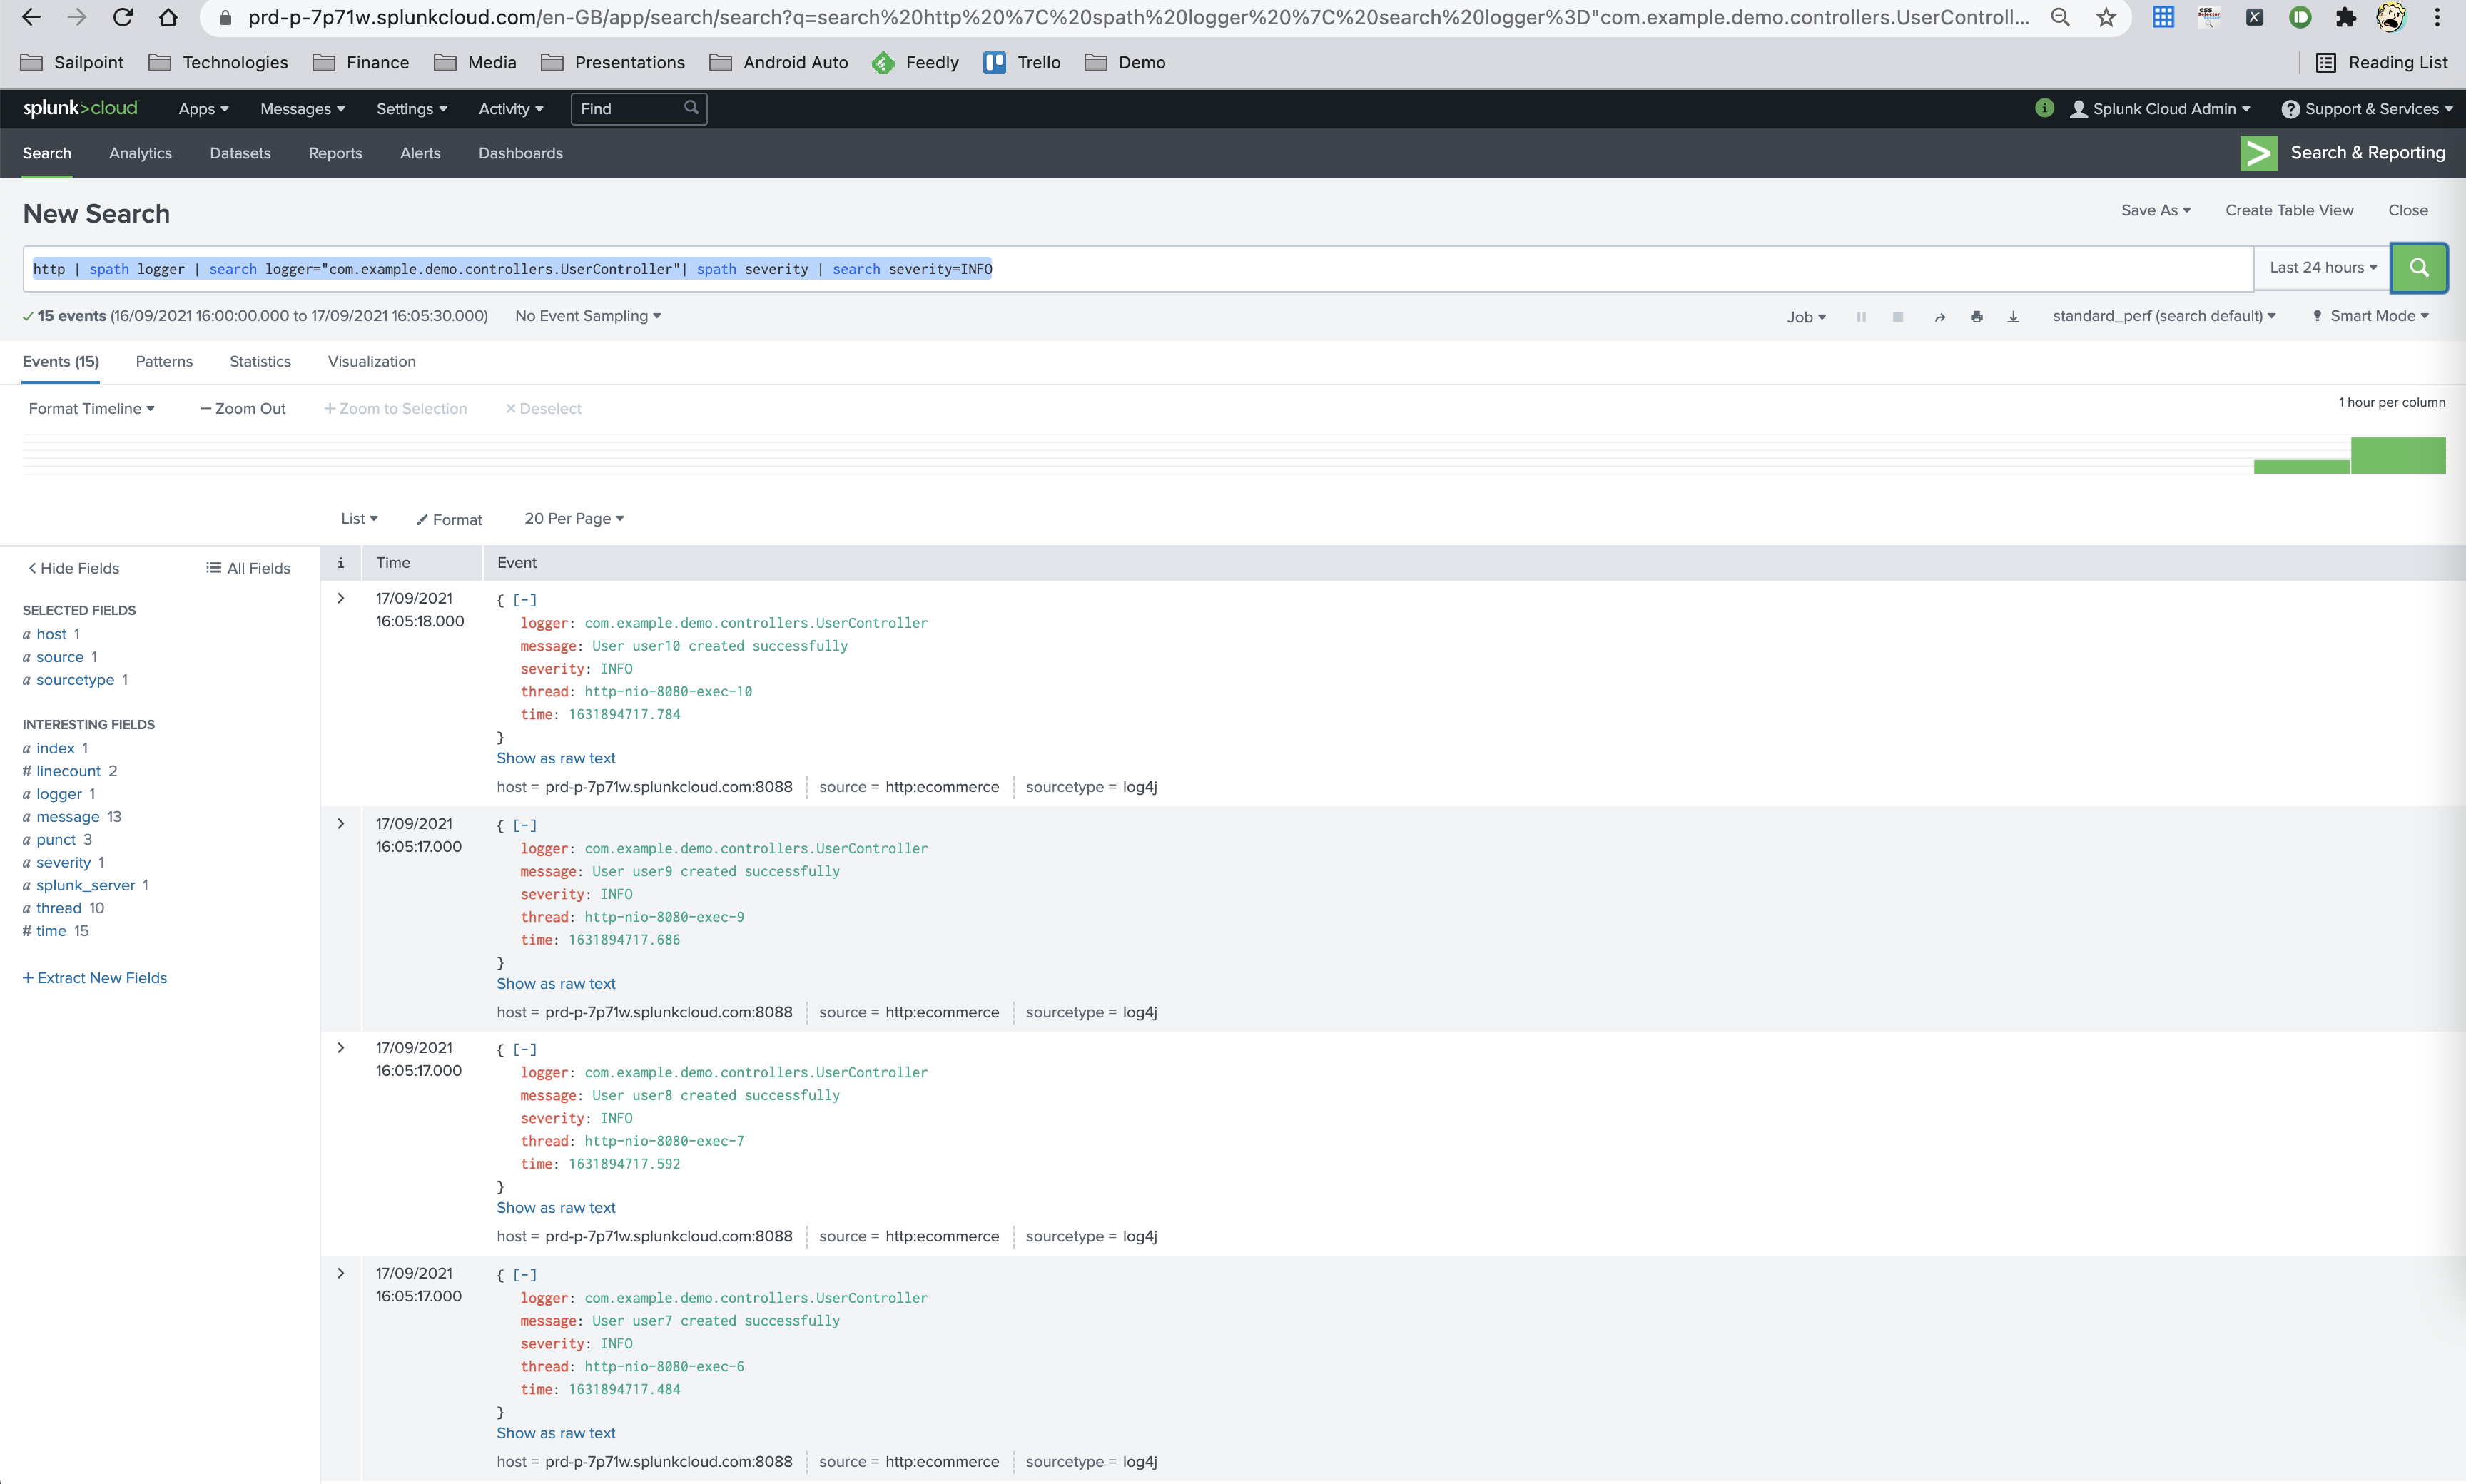 prd-p-7p71w.splunkcloud.com/en-GB/app/search/search?q=search%20http%20%7C%20spath%20logger%20%7C%20search%20logger%3D"com.example.demo.controllers.UserControll...
Sailpoint Technologies Finance Media Presentations Android Auto Feedly Trello Demo Reading List
splunk>cloud Apps Messages Settings Activity Find Splunk Cloud Admin Support & Services
Search Analytics Datasets Reports Alerts Dashboards Search & Reporting
New Search Save As Create Table View Close
http | spath logger | search logger="com.example.demo.controllers.UserController"| spath severity | search severity=INFO Last 24 hours
15 events (16/09/2021 16:00:00.000 to 17/09/2021 16:05:30.000) No Event Sampling Job standard_perf (search default) Smart Mode
Events (15) Patterns Statistics Visualization
Format Timeline — Zoom Out + Zoom to Selection × Deselect 1 hour per column
List Format 20 Per Page
Hide Fields All Fields
SELECTED FIELDS
a host 1
a source 1
a sourcetype 1
INTERESTING FIELDS
a index 1
# linecount 2
a logger 1
a message 13
a punct 3
a severity 1
a splunk_server 1
a thread 10
# time 15
+ Extract New Fields
i Time Event
17/09/2021 16:05:18.000
{ [-]
logger: com.example.demo.controllers.UserController
message: User user10 created successfully
severity: INFO
thread: http-nio-8080-exec-10
time: 1631894717.784
}
Show as raw text
host = prd-p-7p71w.splunkcloud.com:8088 source = http:ecommerce sourcetype = log4j
17/09/2021 16:05:17.000
{ [-]
logger: com.example.demo.controllers.UserController
message: User user9 created successfully
severity: INFO
thread: http-nio-8080-exec-9
time: 1631894717.686
}
Show as raw text
host = prd-p-7p71w.splunkcloud.com:8088 source = http:ecommerce sourcetype = log4j
17/09/2021 16:05:17.000
{ [-]
logger: com.example.demo.controllers.UserController
message: User user8 created successfully
severity: INFO
thread: http-nio-8080-exec-7
time: 1631894717.592
}
Show as raw text
host = prd-p-7p71w.splunkcloud.com:8088 source = http:ecommerce sourcetype = log4j
17/09/2021 16:05:17.000
{ [-]
logger: com.example.demo.controllers.UserController
message: User user7 created successfully
severity: INFO
thread: http-nio-8080-exec-6
time: 1631894717.484
}
Show as raw text
host = prd-p-7p71w.splunkcloud.com:8088 source = http:ecommerce sourcetype = log4j